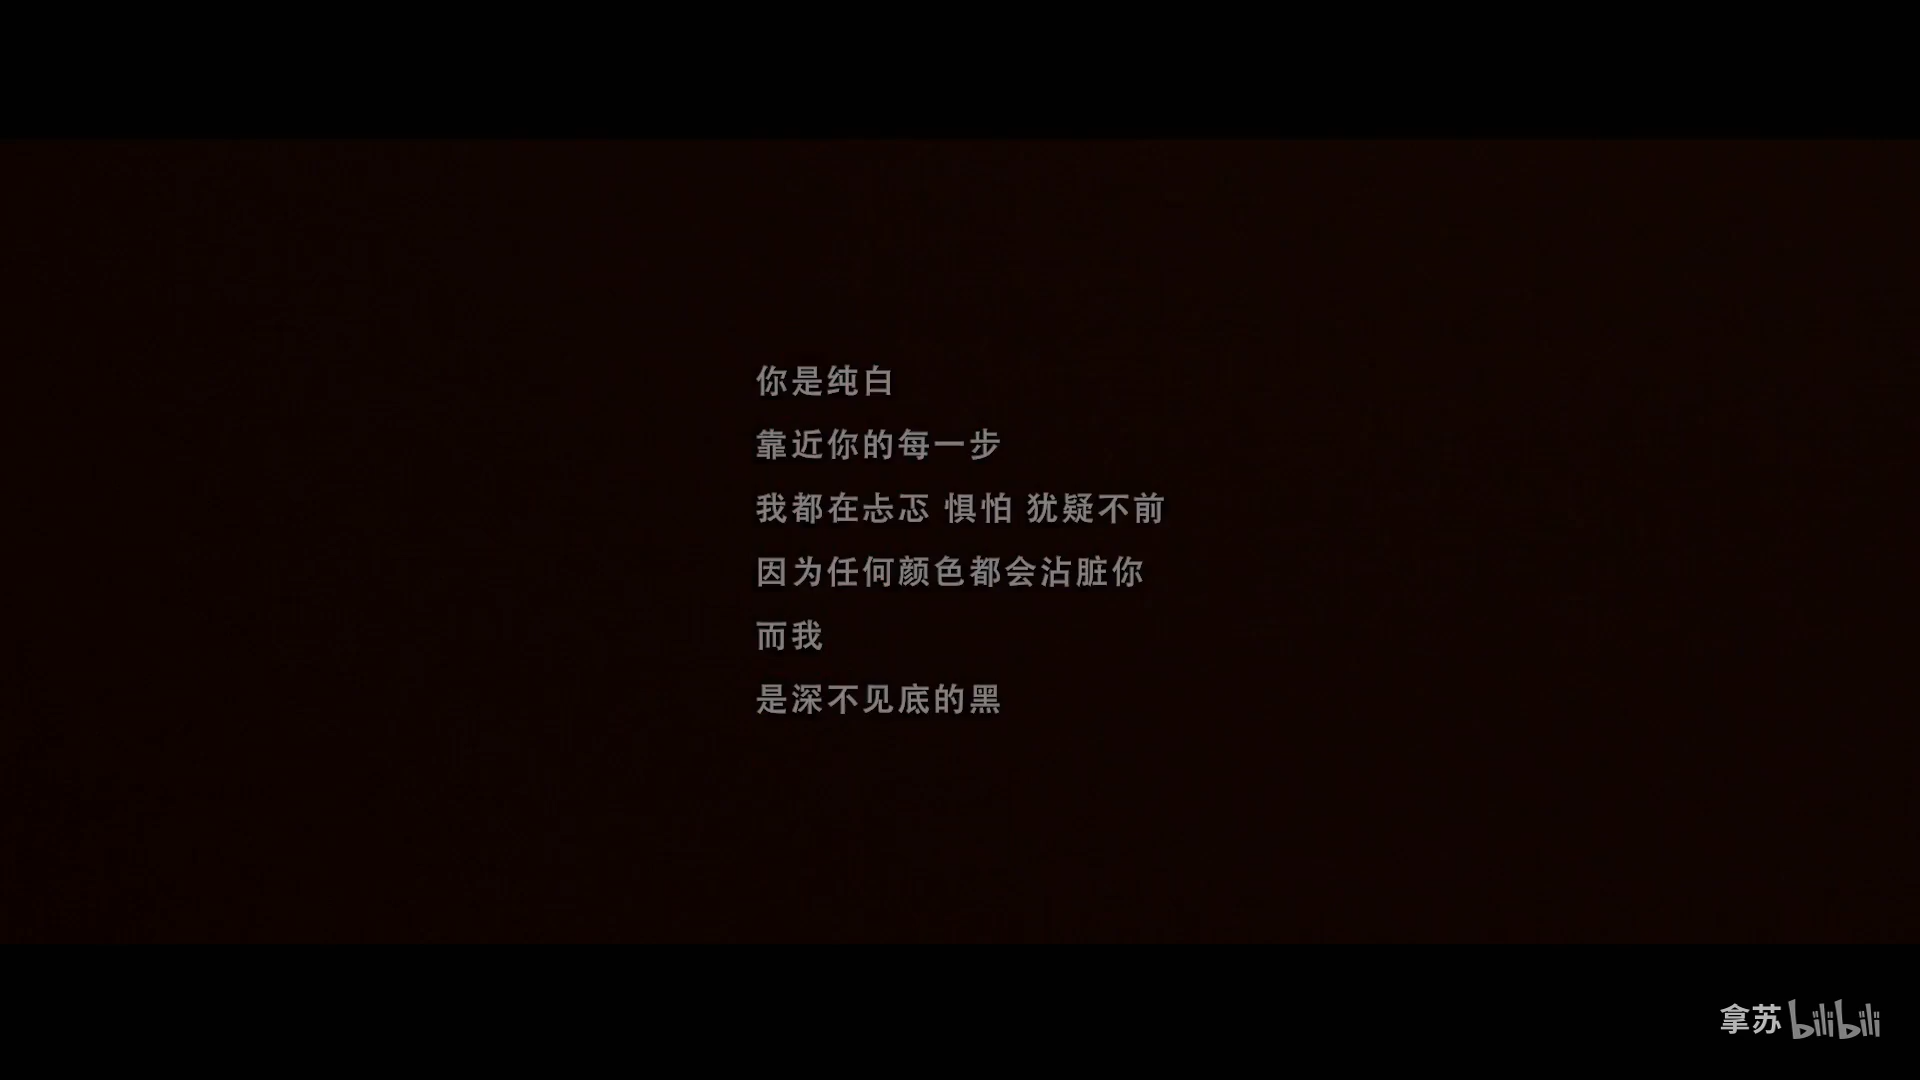 你是纯白
靠近你的每一步
我都在忐忑 惧怕 犹疑不前
因为任何颜色都会沾脏你
而我
是深不见底的黑
拿苏 bilibili